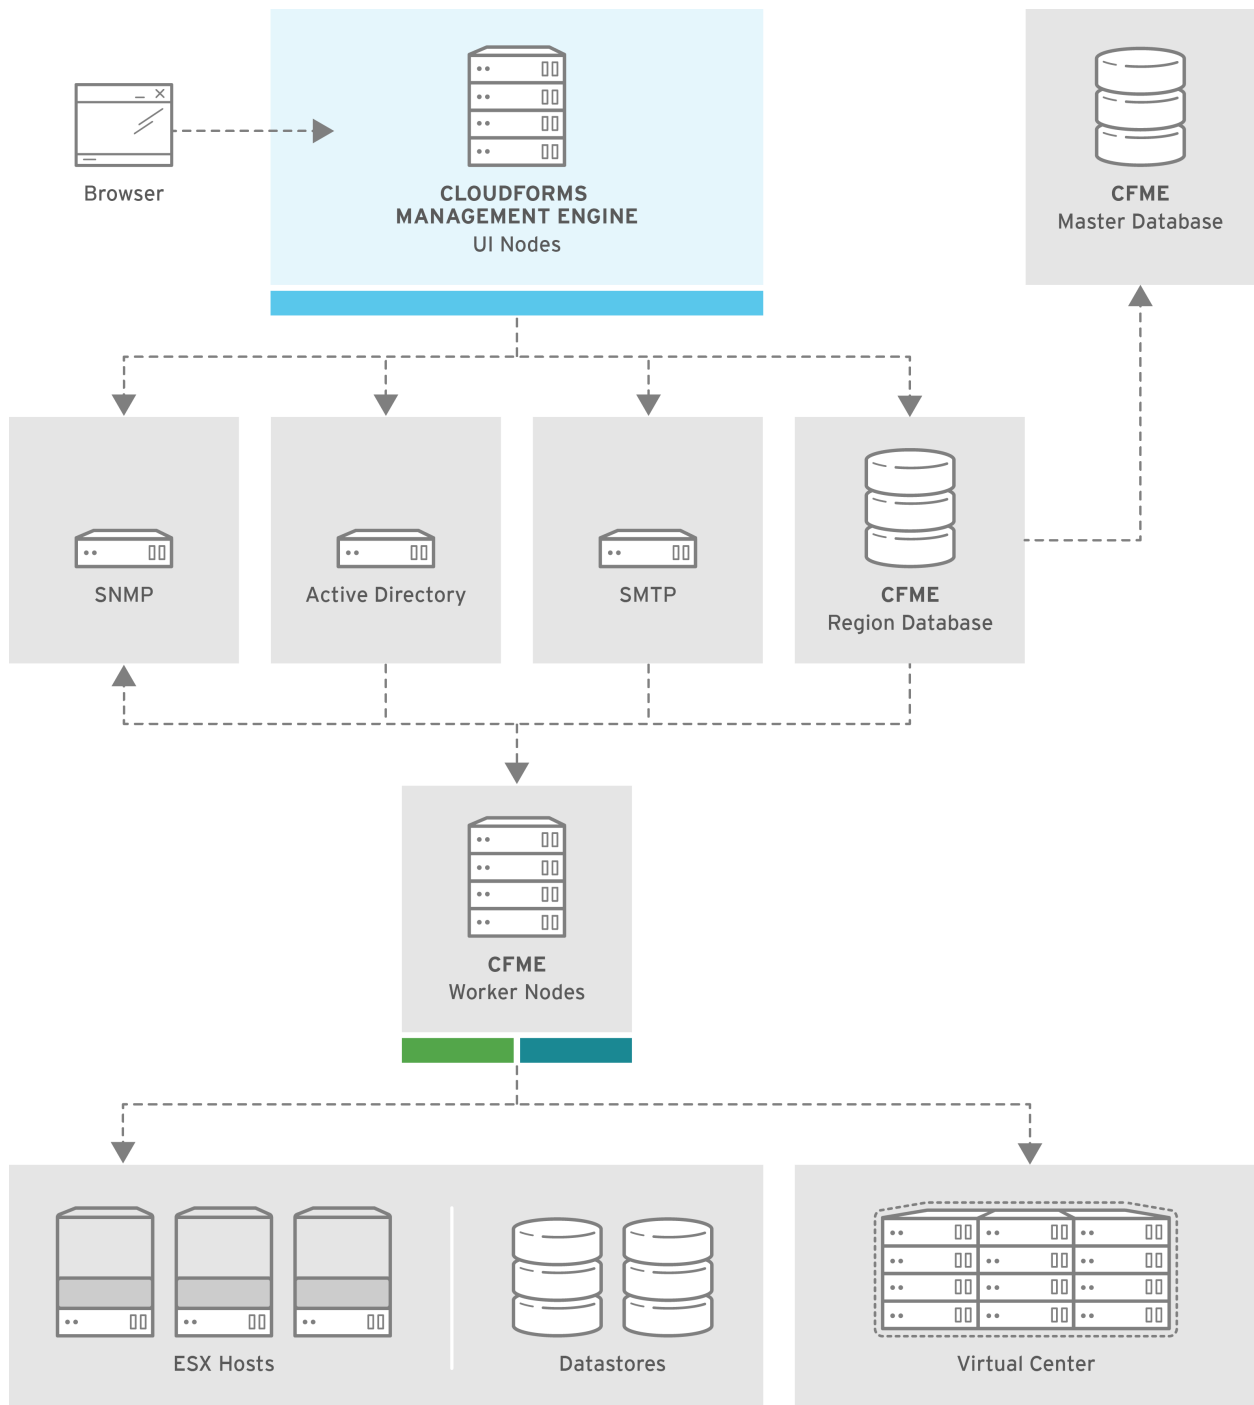 Browser
CLOUDFORMS
MANAGEMENT ENGINE
UI Nodes
CFME
Master Database
SNMP
Active Directory
SMTP
CFME
Region Database
CFME
Worker Nodes
ESX Hosts
Datastores
Virtual Center